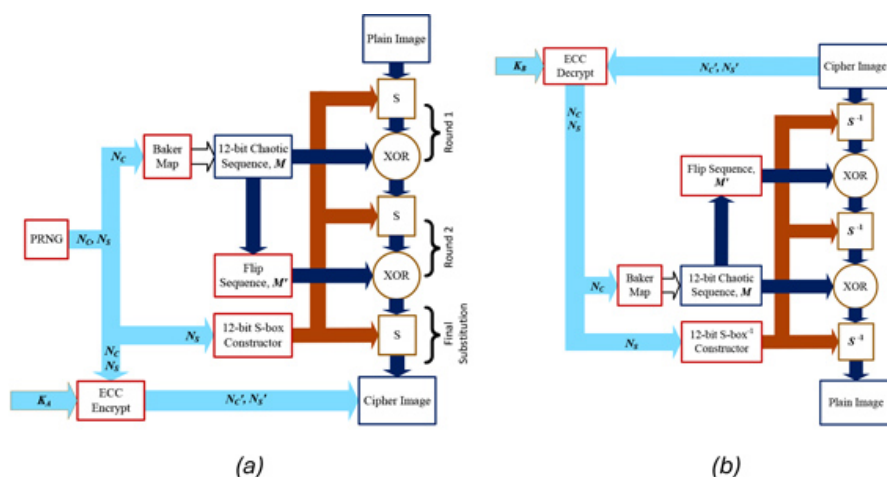 Plain Image
S
Round 1
XOR
Baker
Map
12-bit Chaotic
Sequence, M
N_C
S
PRNG
N_C, N_S
Round 2
Flip
Sequence, M'
XOR
N_C
N_S
N_S
12-bit S-box
Constructor
S
Final
Substitution
K_A
ECC
Encrypt
N_C', N_S'
Cipher Image
(a)
K_B
ECC
Decrypt
N_C', N_S'
Cipher Image
N_C
N_S
S⁻¹
Flip Sequence,
M'
XOR
S⁻¹
N_C
Baker
Map
12-bit Chaotic
Sequence, M
XOR
N_S
12-bit S-box⁻¹
Constructor
S⁻¹
Plain Image
(b)